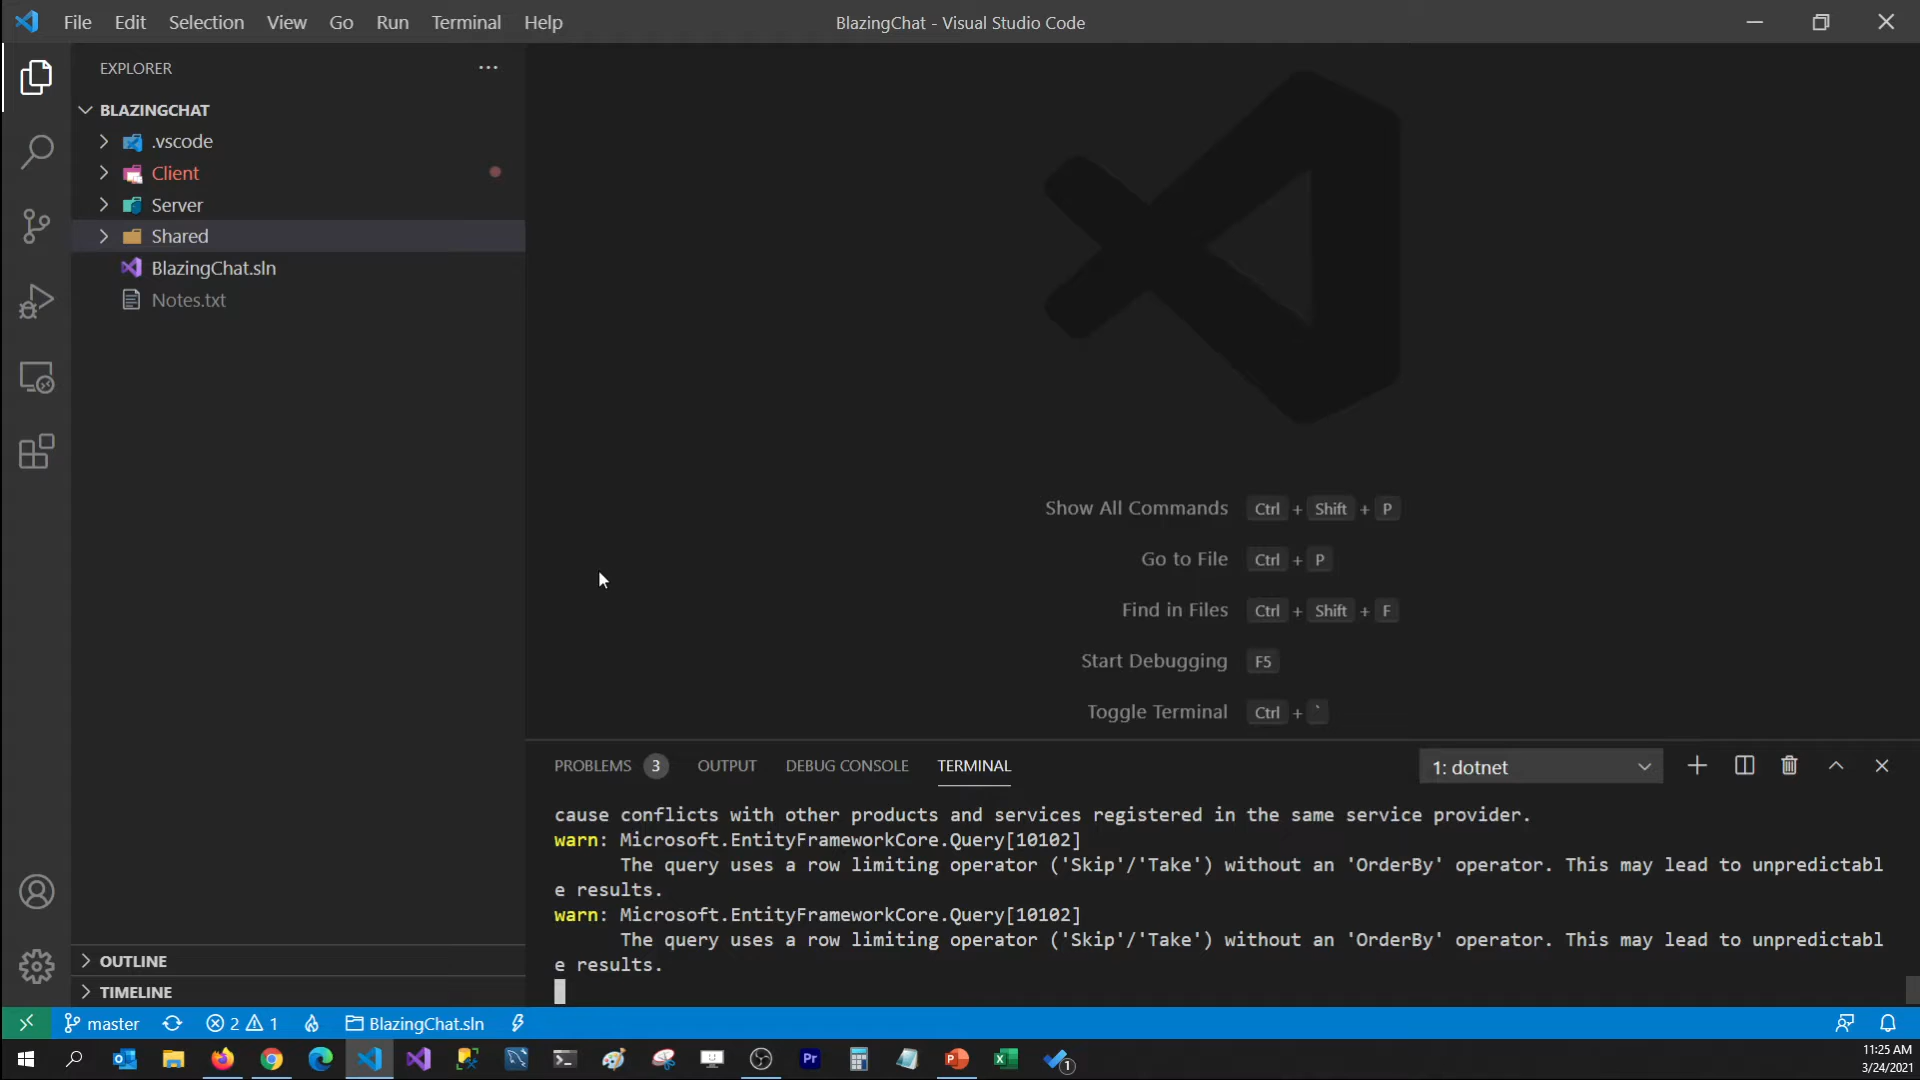 File Edit Selection View Go Run Terminal Help
BlazingChat - Visual Studio Code
EXPLORER
BLAZINGCHAT
.vscode
Client
Server
Shared
BlazingChat.sln
Notes.txt
OUTLINE
TIMELINE
Show All Commands Ctrl + Shift + P
Go to File Ctrl + P
Find in Files Ctrl + Shift + F
Start Debugging F5
Toggle Terminal Ctrl + `
PROBLEMS 3 OUTPUT DEBUG CONSOLE TERMINAL
1: dotnet
cause conflicts with other products and services registered in the same service provider.
warn: Microsoft.EntityFrameworkCore.Query[10102]
The query uses a row limiting operator ('Skip'/'Take') without an 'OrderBy' operator. This may lead to unpredictabl
e results.
warn: Microsoft.EntityFrameworkCore.Query[10102]
The query uses a row limiting operator ('Skip'/'Take') without an 'OrderBy' operator. This may lead to unpredictabl
e results.
master 2 1 BlazingChat.sln
Pr
1
11:25 AM
3/24/2021